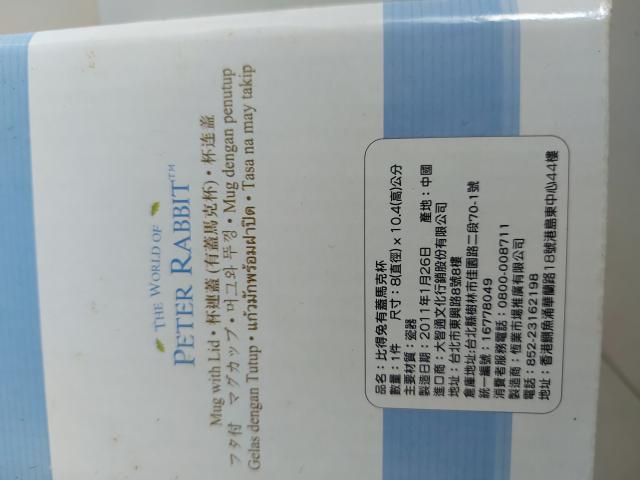 THE WORLD OF
PETER RABBIT™
Mug with Lid • 杯連蓋 (有蓋馬克杯) • 杯连盖
フタ付 マグカップ • 머그와 뚜껑 • Mug dengan penutup
Gelas dengan Tutup • แก้วมักพร้อมฝาปิด • Tasa na may takip
品名：比得兔有蓋馬克杯
數量：1件 尺寸：8(直徑) x 10.4(高)公分
主要材質：瓷器
製造日期：2011年1月26日 產地：中國
進口商：大智通文化行銷股份有限公司
地址：台北市東興路8號8樓
倉庫地址:台北縣樹林市佳園路二段70-1號
統一編號：16778049
消費者服務電話：0800-008711
製造商：恆業市場推廣有限公司
電話：852-23162198
地址：香港鰂魚涌華蘭路18號港島東中心44樓